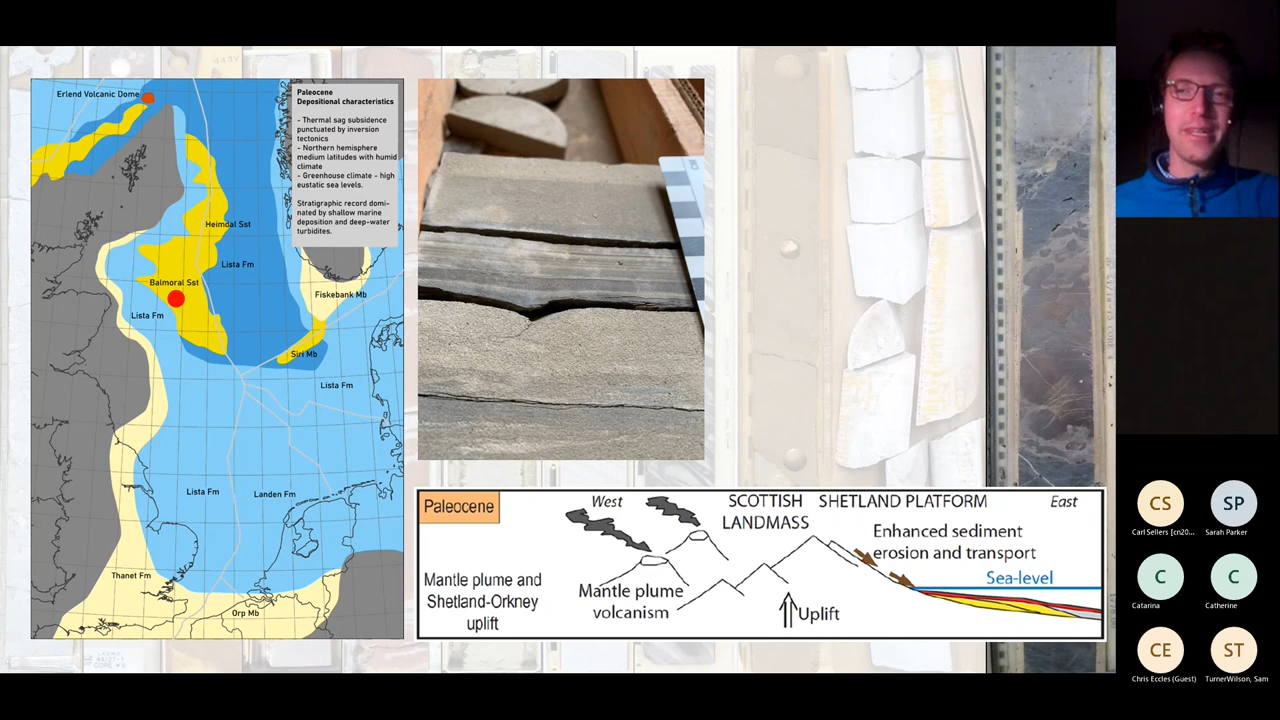 Erlend Volcanic Dome
Paleocene
Depositional characteristics
- Thermal sag subsidence
punctuated by inversion
tectonics
- Northern hemisphere
medium latitudes with humid
climate
- Greenhouse climate - high
eustatic sea levels.
Stratigraphic record domi-
nated by shallow marine
deposition and deep-water
turbidites.
Heimdal Sst
Lista Fm
Balmoral Sst
Fiskebank Mb
Lista Fm
Siri Mb
Lista Fm
Lista Fm
Landen Fm
Thanet Fm
Orp Mb
Paleocene
West
SCOTTISH
LANDMASS
SHETLAND PLATFORM
East
Enhanced sediment
erosion and transport
Sea-level
Mantle plume and
Shetland-Orkney
uplift
Mantle plume
volcanism
Uplift
CS
Carl Sellers [cn20...
SP
Sarah Parker
C
Catarina
C
Catherine
CE
Chris Eccles (Guest)
ST
TurnerWilson, Sam